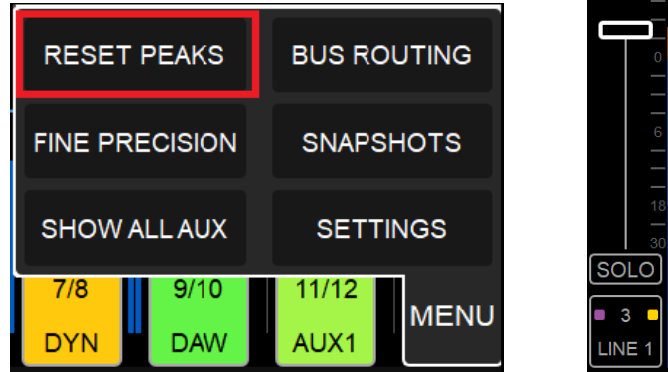 RESET PEAKS
BUS ROUTING
FINE PRECISION
SNAPSHOTS
SHOW ALL AUX
SETTINGS
7/8
9/10
11/12
DYN
DAW
AUX1
MENU
0
6
18
30
SOLO
3
LINE 1